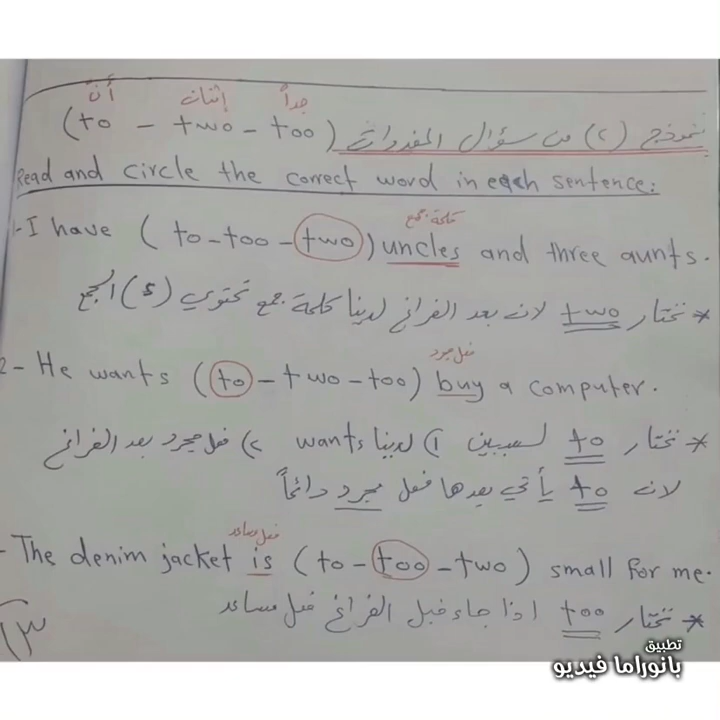 أنّ إثنان جداً
نموذج (2) من سؤال المفردات (to - two - too)
Read and circle the correct word in each sentence:
كلمة جمع
1- I have (to - too - two) uncles and three aunts.
* نختار two لانه بعد الفراغ لدينا كلمة جمع تحتوي (s) الجمع
فعل مجرد
2- He wants (to - two - too) buy a computer.
* نختار to لسببين 1) لدينا wants 2) فعل مجرد بعد الفراغ
لانه to يأتي بعدها فعل مجرد دائماً
فعل مساعد
- The denim jacket is (to - too - two) small for me.
* نختار too اذا جاء قبل الفراغ فعل مساعد
١٣
تطبيق
بانوراما فيديو